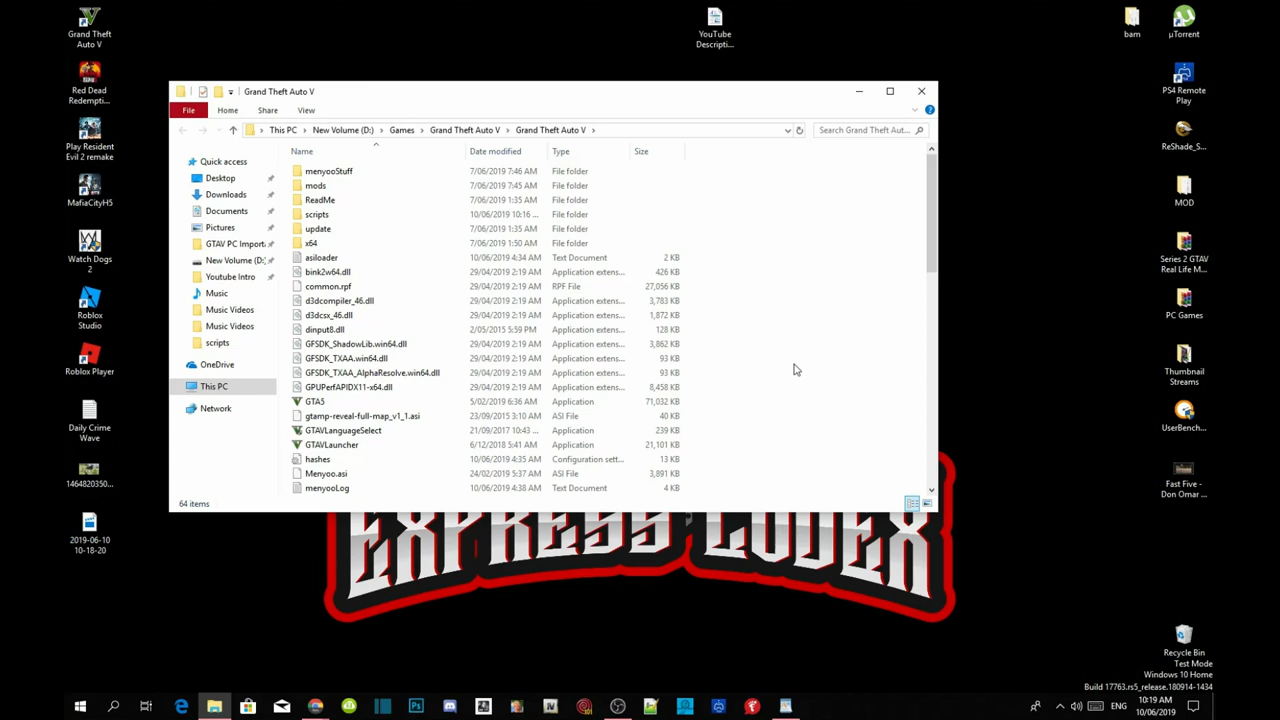 Grand Theft
Auto V
Red Dead
Redemptio...
Play Resident
Evil 2 remake
MafiaCityH5
Watch Dogs
2
Roblox
Studio
Roblox Player
Daily Crime
Wave
1464820350...
2019-06-10
10-18-20
YouTube
Descripti...
bam
µTorrent
PS4 Remote
Play
ReShade_S...
MOD
Series 2 GTAV
Real Life M...
PC Games
Thumbnail
Streams
UserBench...
Fast Five -
Don Omar ...
Recycle Bin
Grand Theft Auto V
File Home Share View
This PC > New Volume (D:) > Games > Grand Theft Auto V > Grand Theft Auto V >
Search Grand Theft Aut...
Quick access
Desktop
Downloads
Documents
Pictures
GTAV PC Import
New Volume (D:)
Youtube Intro
Music
Music Videos
Music Videos
scripts
OneDrive
This PC
Network
Name Date modified Type Size
menyooStuff 7/06/2019 7:46 AM File folder
mods 7/06/2019 7:45 AM File folder
ReadMe 7/06/2019 1:35 AM File folder
scripts 10/06/2019 10:16 ... File folder
update 7/06/2019 1:35 AM File folder
x64 7/06/2019 1:50 AM File folder
asiloader 10/06/2019 4:34 AM Text Document 2 KB
bink2w64.dll 29/04/2019 2:19 AM Application extens... 426 KB
common.rpf 29/04/2019 2:19 AM RPF File 27,056 KB
d3dcompiler_46.dll 29/04/2019 2:19 AM Application extens... 3,783 KB
d3dcsx_46.dll 29/04/2019 2:19 AM Application extens... 1,872 KB
dinput8.dll 2/05/2015 5:59 PM Application extens... 128 KB
GFSDK_ShadowLib.win64.dll 29/04/2019 2:19 AM Application extens... 3,862 KB
GFSDK_TXAA.win64.dll 29/04/2019 2:19 AM Application extens... 93 KB
GFSDK_TXAA_AlphaResolve.win64.dll 29/04/2019 2:19 AM Application extens... 93 KB
GPUPerfAPIDX11-x64.dll 29/04/2019 2:19 AM Application extens... 8,458 KB
GTA5 5/02/2019 6:36 AM Application 71,032 KB
gtamp-reveal-full-map_v1_1.asi 23/09/2015 3:10 AM ASI File 40 KB
GTAVLanguageSelect 21/09/2017 10:43 ... Application 239 KB
GTAVLauncher 6/12/2018 5:41 AM Application 21,101 KB
hashes 10/06/2019 4:35 AM Configuration sett... 13 KB
Menyoo.asi 24/02/2019 5:37 AM ASI File 3,891 KB
menyooLog 10/06/2019 4:38 AM Text Document 4 KB
64 items
EXPRESS LODEX
Test Mode
Windows 10 Home
Build 17763.rs5_release.180914-1434
ENG
10:19 AM
10/06/2019